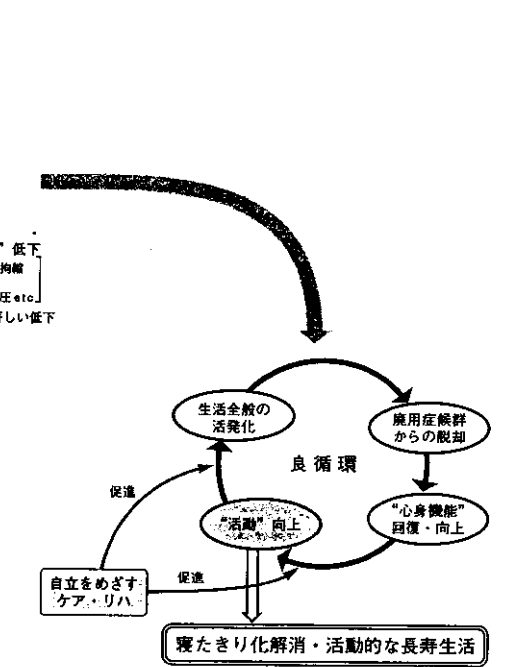 ”低下
拘縮
圧etc.
しい低下
生活全般の
活発化
廃用症候群
からの脱却
良循環
促進
“活動”向上
“心身機能”
回復・向上
自立をめざす
ケア・リハ
促進
寝たきり化解消・活動的な長寿生活